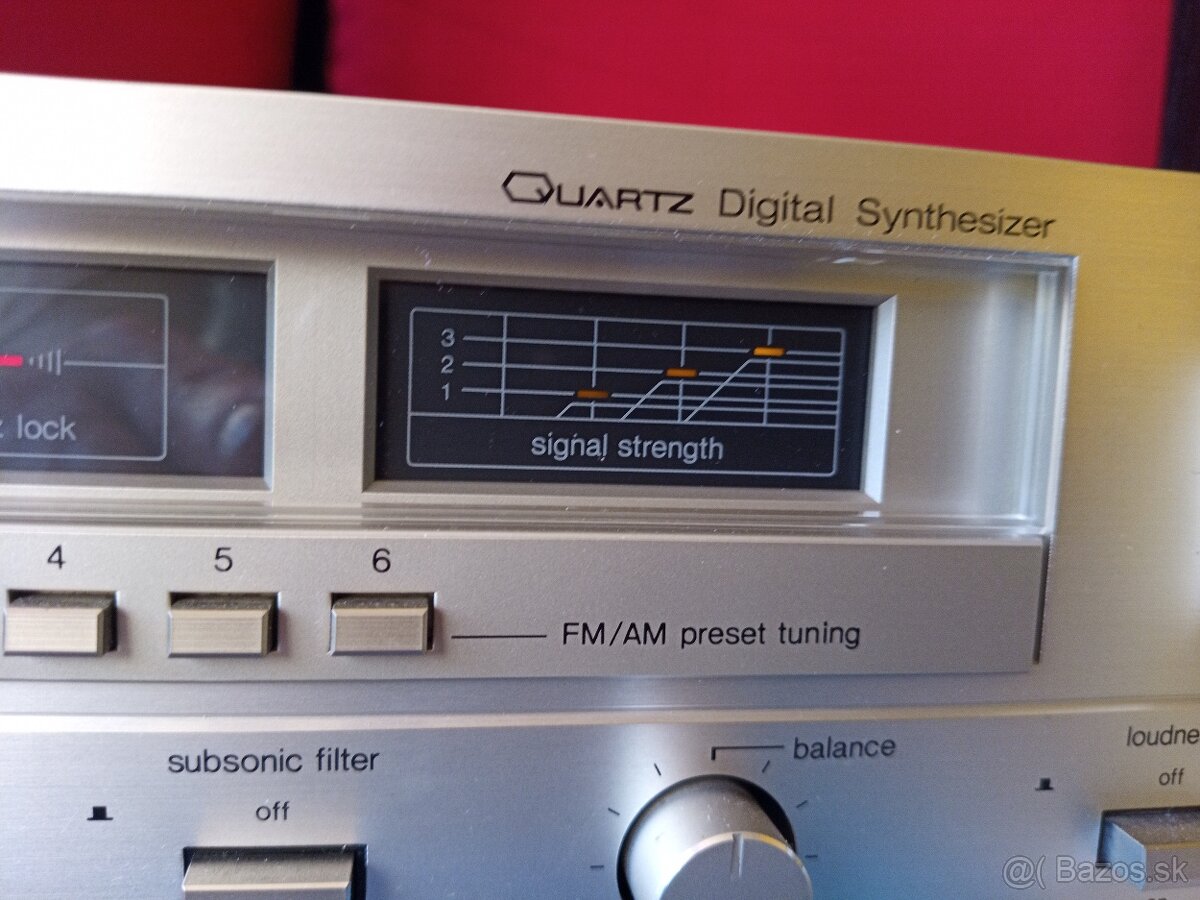 QUARTZ Digital Synthesizer
3
2
1
signal strength
lock
4 5 6
FM/AM preset tuning
subsonic filter
off
balance
loudne
off
@( Bazos.sk